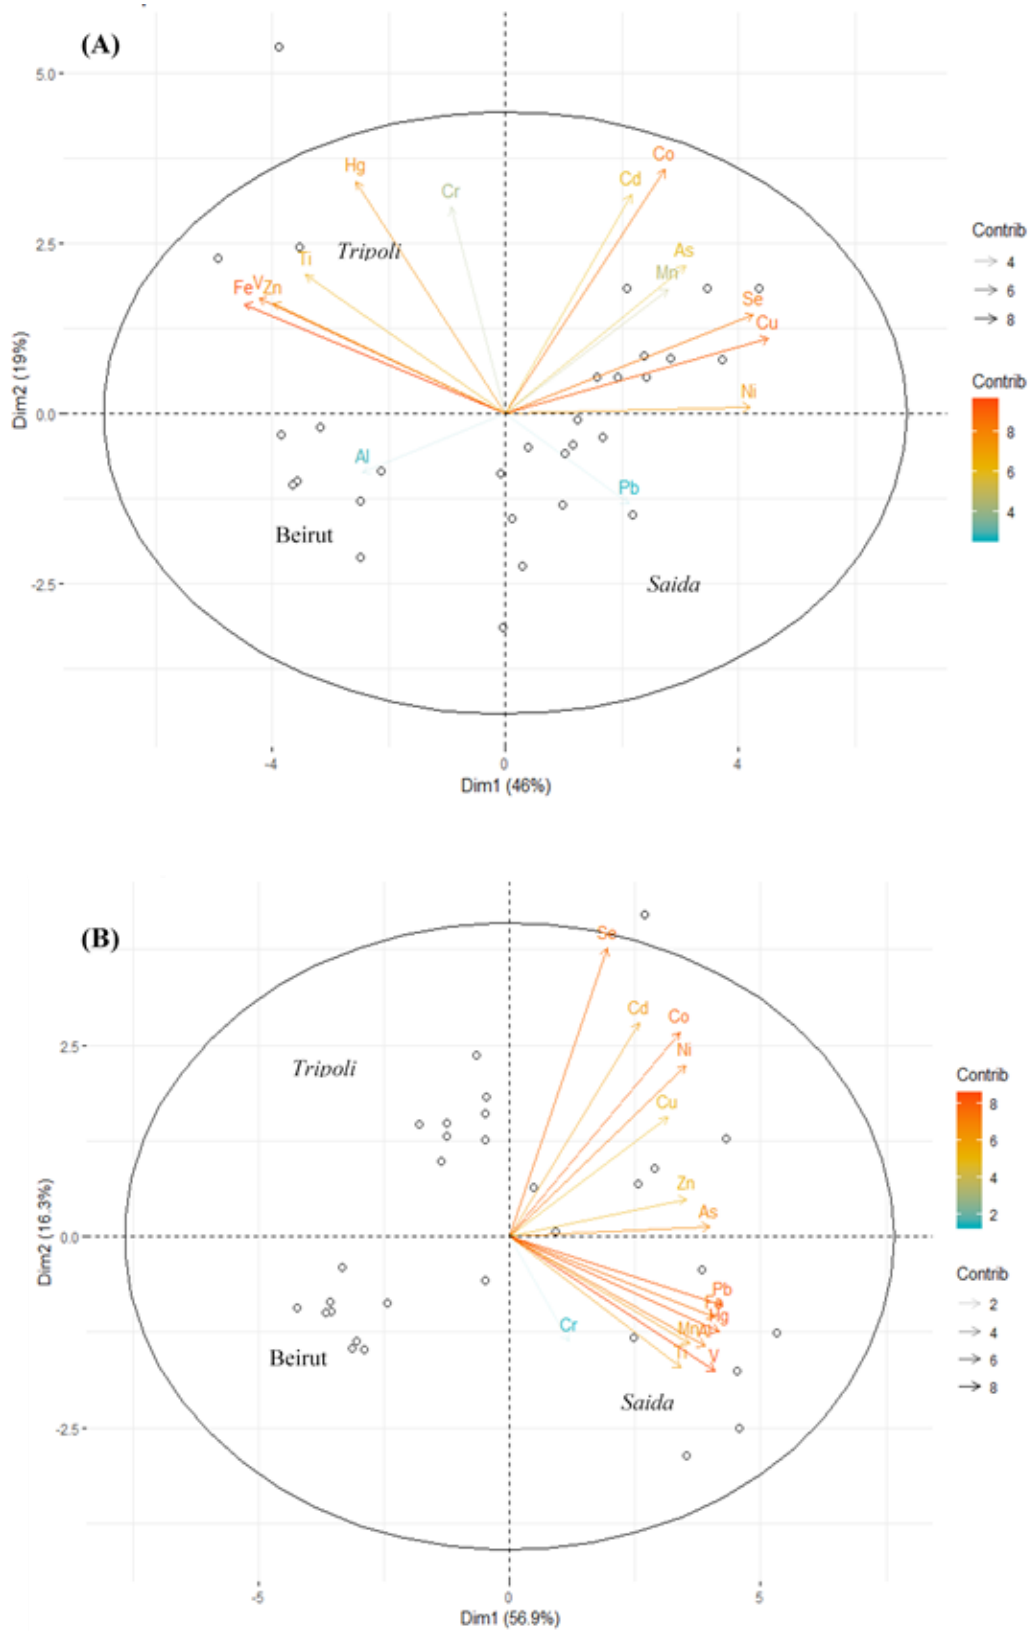 (A)
5.0
2.5
0.0
-2.5
Dim2 (19%)
Hg
Cr
Cd
Co
Tripoli
Ti
As
Mn
Fe
V
Zn
Se
Cu
Ni
Al
Pb
Beirut
Saida
-4
0
4
Dim1 (46%)
Contrib
4
6
8
Contrib
8
6
4
(B)
2.5
0.0
-2.5
Dim2 (16.3%)
Se
Cd
Co
Ni
Tripoli
Cu
Zn
As
Pb
Hg
Cr
Mn
V
Beirut
Saida
-5
0
5
Dim1 (56.9%)
Contrib
8
6
4
2
Contrib
2
4
6
8